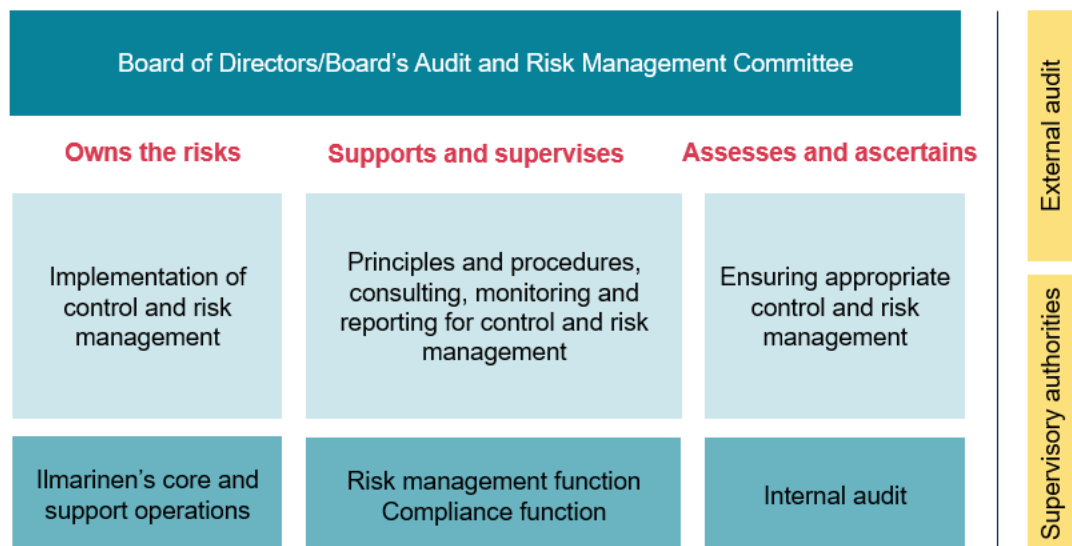 Board of Directors/Board's Audit and Risk Management Committee
Owns the risks
Supports and supervises
Assesses and ascertains
Implementation of
control and risk
management
Principles and procedures,
consulting, monitoring and
reporting for control and risk
management
Ensuring appropriate
control and risk
management
Ilmarinen's core and
support operations
Risk management function
Compliance function
Internal audit
External audit
Supervisory authorities